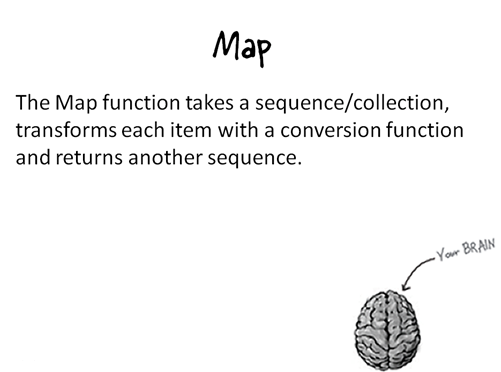 Map
The Map function takes a sequence/collection,
transforms each item with a conversion function
and returns another sequence.
Your BRAIN